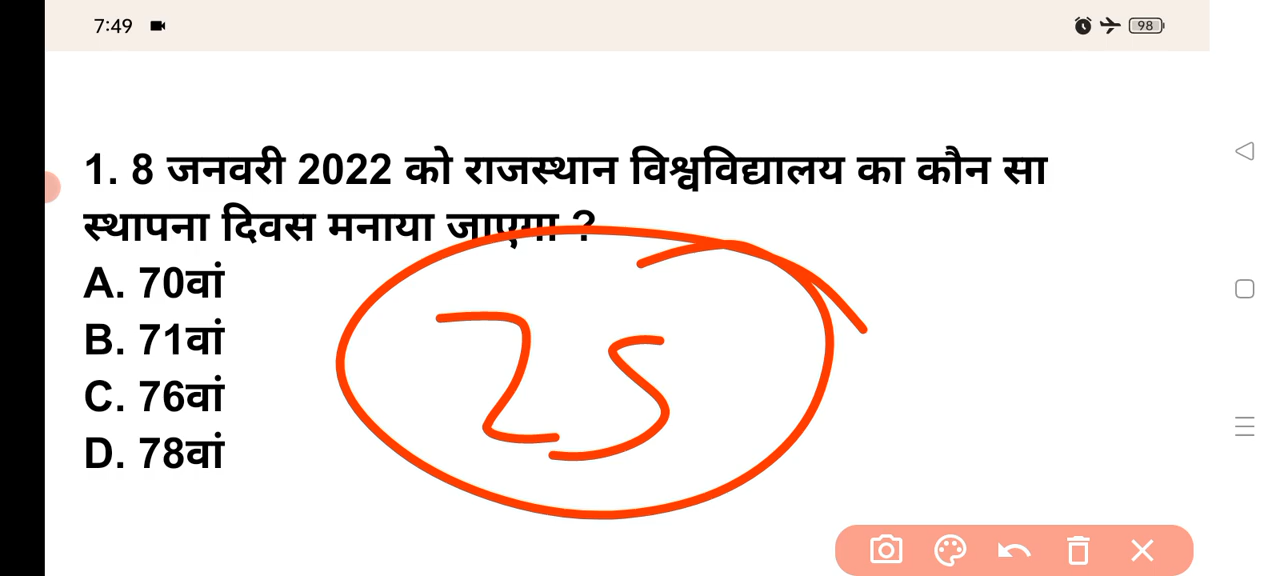 7:49
98
1. 8 जनवरी 2022 को राजस्थान विश्वविद्यालय का कौन सा
स्थापना दिवस मनाया जाएगा ?
A. 70वां
B. 71वां
C. 76वां
D. 78वां
25